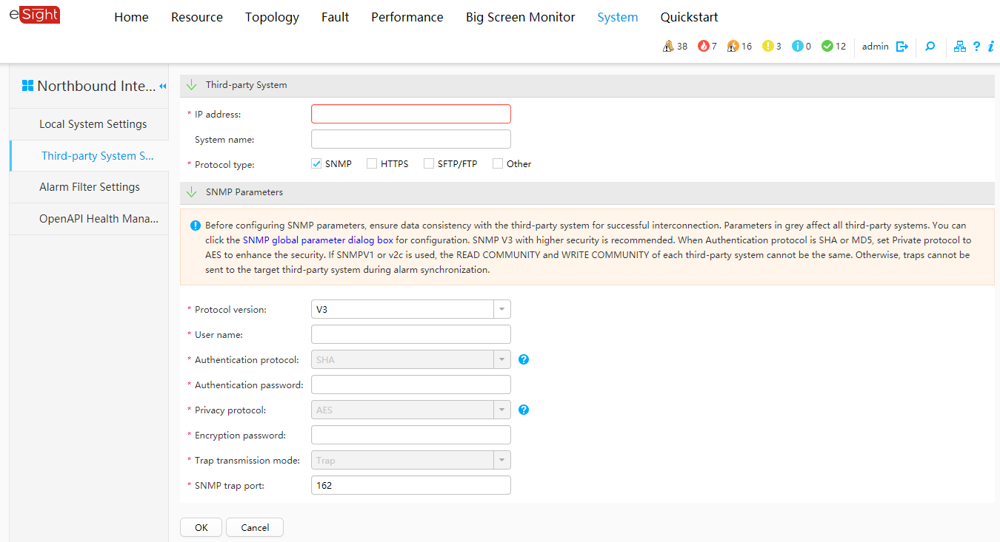 eSight
Home Resource Topology Fault Performance Big Screen Monitor System Quickstart
38 7 16 3 0 12 admin
Northbound Inte...
Local System Settings
Third-party System S...
Alarm Filter Settings
OpenAPI Health Mana...
Third-party System
* IP address:
System name:
* Protocol type: SNMP HTTPS SFTP/FTP Other
SNMP Parameters
Before configuring SNMP parameters, ensure data consistency with the third-party system for successful interconnection. Parameters in grey affect all third-party systems. You can
click the SNMP global parameter dialog box for configuration. SNMP V3 with higher security is recommended. When Authentication protocol is SHA or MD5, set Private protocol to
AES to enhance the security. If SNMPV1 or v2c is used, the READ COMMUNITY and WRITE COMMUNITY of each third-party system cannot be the same. Otherwise, traps cannot be
sent to the target third-party system during alarm synchronization.
* Protocol version: V3
* User name:
* Authentication protocol: SHA
* Authentication password:
* Privacy protocol: AES
* Encryption password:
* Trap transmission mode: Trap
* SNMP trap port: 162
OK Cancel